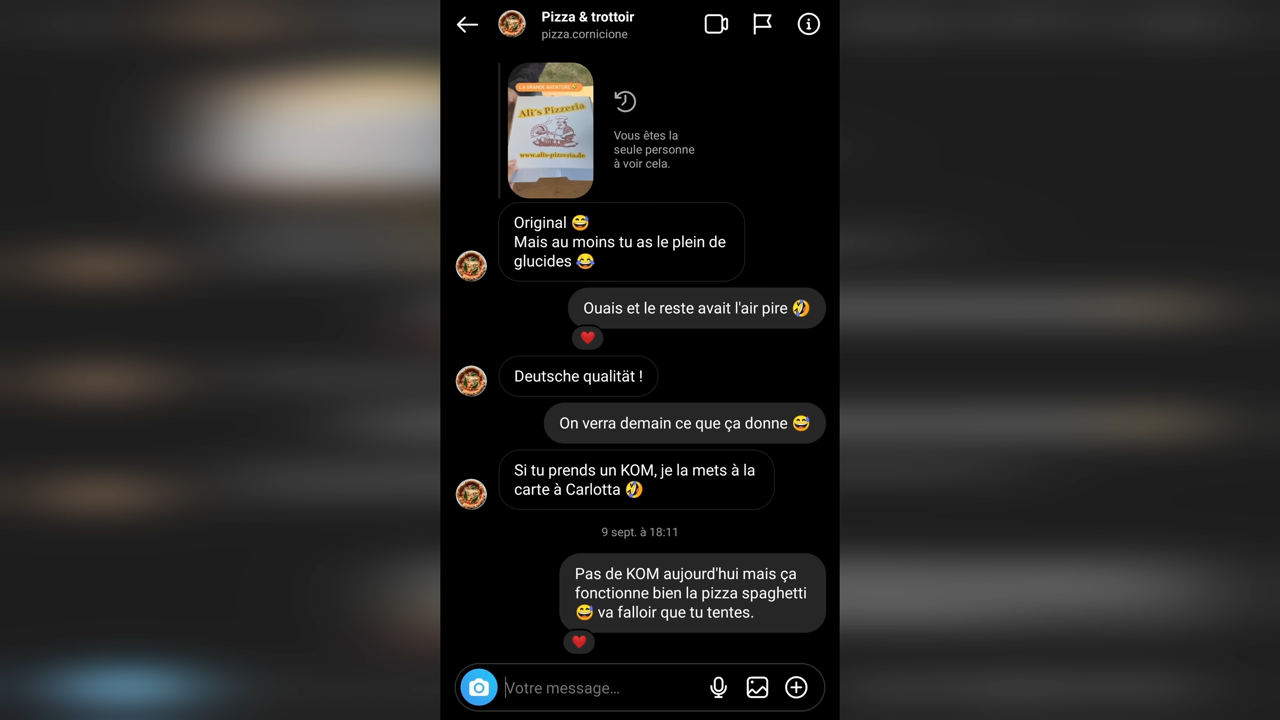 Pizza & trottoir
pizza.cornicione
LA GRANDE AVENTURE
Ali's Pizzeria
www.alis-pizzeria.de
Vous êtes la
seule personne
à voir cela.
Original 😅
Mais au moins tu as le plein de
glucides 😂
Ouais et le reste avait l'air pire 🤣
❤️
Deutsche qualität !
On verra demain ce que ça donne 😅
Si tu prends un KOM, je la mets à la
carte à Carlotta 🤣
9 sept. à 18:11
Pas de KOM aujourd'hui mais ça
fonctionne bien la pizza spaghetti
😅 va falloir que tu tentes.
❤️
Votre message…